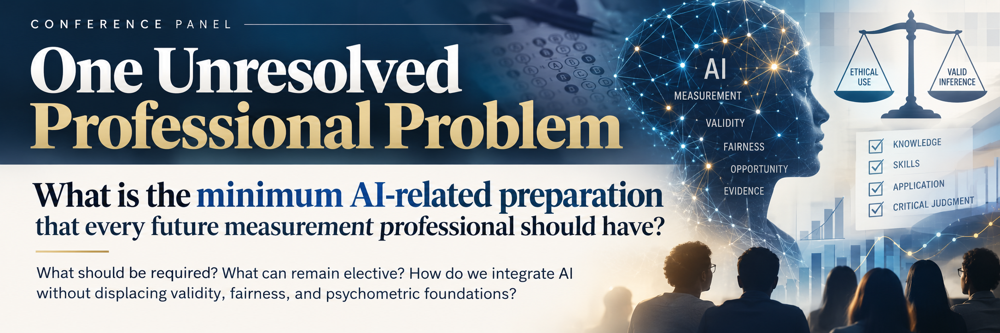 CONFERENCE PANEL
One Unresolved
Professional Problem
What is the minimum AI-related preparation
that every future measurement professional should have?
What should be required? What can remain elective? How do we integrate AI
without displacing validity, fairness, and psychometric foundations?
AI
MEASUREMENT
VALIDITY
FAIRNESS
OPPORTUNITY
EVIDENCE
ETHICAL
USE
VALID
INFERENCE
KNOWLEDGE
SKILLS
APPLICATION
CRITICAL JUDGMENT